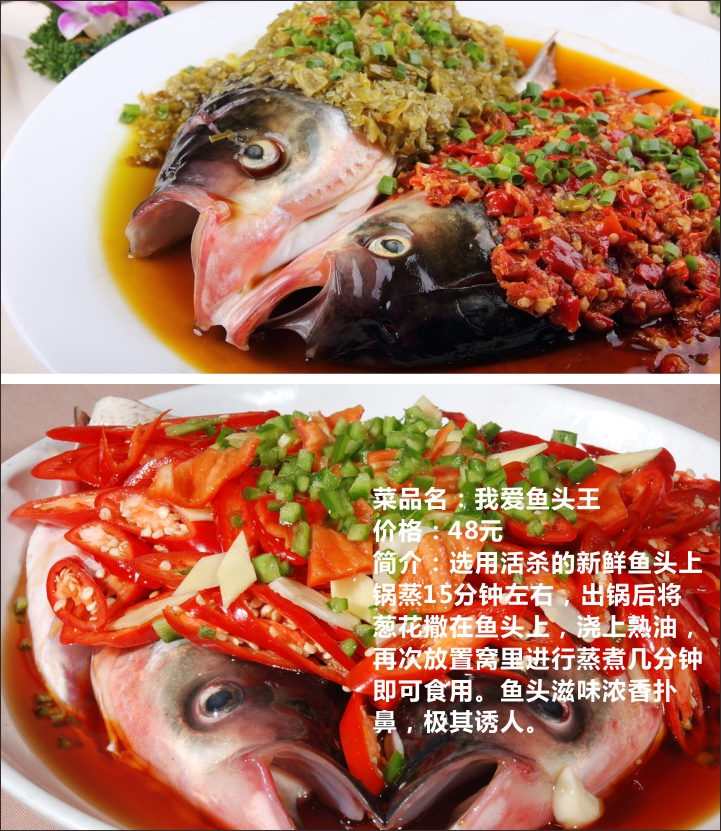 菜品名：我爱鱼头王
价格：48元
简介：选用活杀的新鲜鱼头上
锅蒸15分钟左右，出锅后将
葱花撒在鱼头上，浇上熟油，
再次放置窝里进行蒸煮几分钟
即可食用。鱼头滋味浓香扑
鼻，极其诱人。